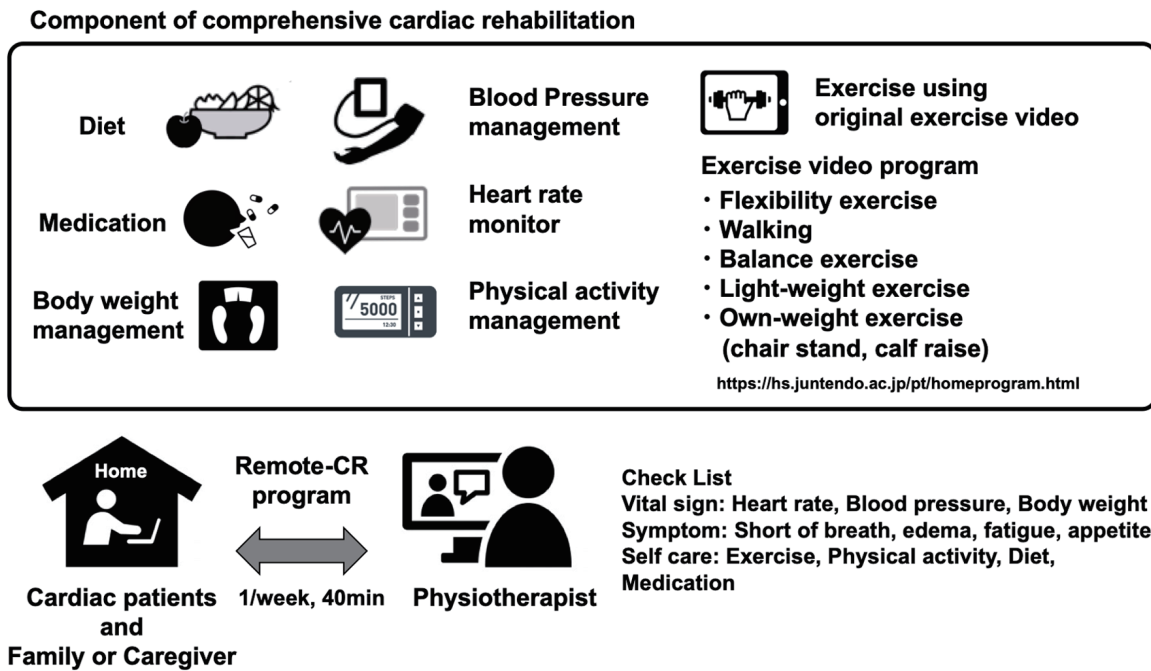 Component of comprehensive cardiac rehabilitation
Diet
Medication
Body weight
management
Blood Pressure
management
Heart rate
monitor
STEPS
5000
12:30
Physical activity
management
Exercise using
original exercise video
Exercise video program
・Flexibility exercise
・Walking
・Balance exercise
・Light-weight exercise
・Own-weight exercise
(chair stand, calf raise)
https://hs.juntendo.ac.jp/pt/homeprogram.html
Home
Cardiac patients
and
Family or Caregiver
Remote-CR
program
1/week, 40min
Physiotherapist
Check List
Vital sign: Heart rate, Blood pressure, Body weight
Symptom: Short of breath, edema, fatigue, appetite
Self care: Exercise, Physical activity, Diet,
Medication